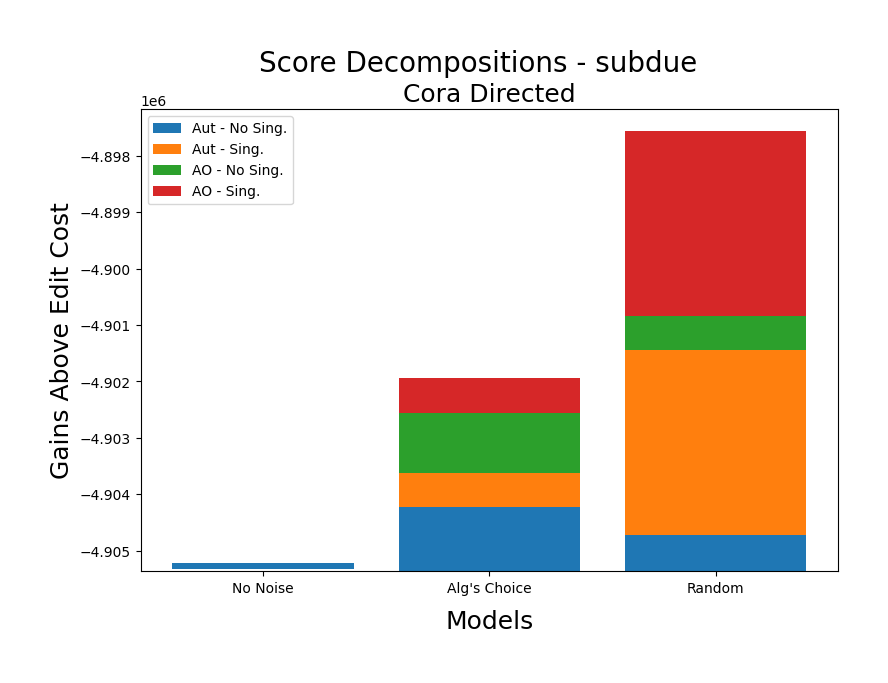 Score Decompositions - subdue
Cora Directed
1e6
Aut - No Sing.
Aut - Sing.
AO - No Sing.
AO - Sing.
−4.898
−4.899
−4.900
−4.901
−4.902
−4.903
−4.904
−4.905
Gains Above Edit Cost
No Noise
Alg's Choice
Random
Models